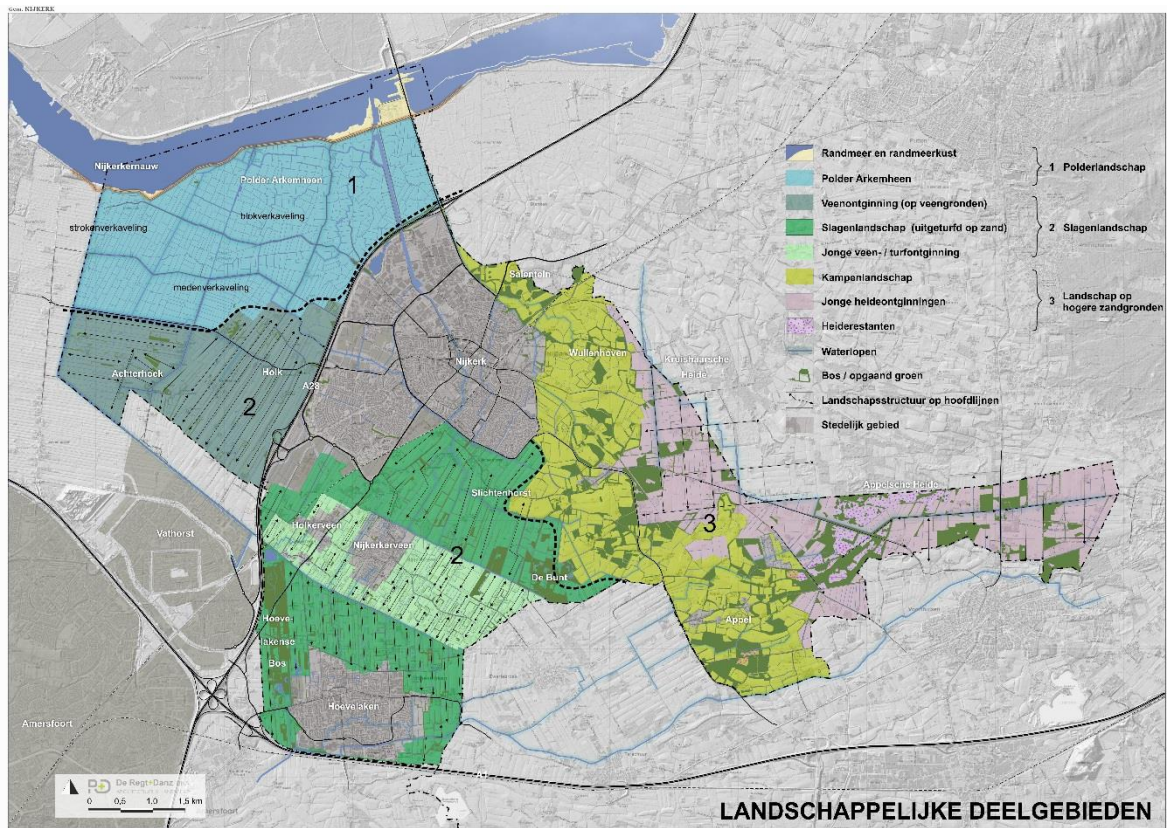 Gem. NIJKERK
Nijkerkernauw
Polder Arkemheen
1
blokverkaveling
strokenverkaveling
medenverkaveling
Achterhoek
Holk
2
A28
Nijkerk
Salentein
Wullenhoven
Kruishaarsche
Heide
Slichtenhorst
Holkerveen
Nijkerkerveen
2
De Bunt
3
Appelsche Heide
Appel
Vathorst
Hoeve-
lakense
Bos
Hoevelaken
Amersfoort
Randmeer en randmeerkust
Polder Arkemheen
1 Polderlandschap
Veenontginning (op veengronden)
Slagenlandschap (uitgeturfd op zand)
2 Slagenlandschap
Jonge veen- / turfontginning
Kampenlandschap
Jonge heideontginningen
3 Landschap op
hogere zandgronden
Heiderestanten
Waterlopen
Bos / opgaand groen
Landschapsstructuur op hoofdlijnen
Stedelijk gebied
De Regt+Danz
0 0,5 1,0 1,5 km
LANDSCHAPPELIJKE DEELGEBIEDEN